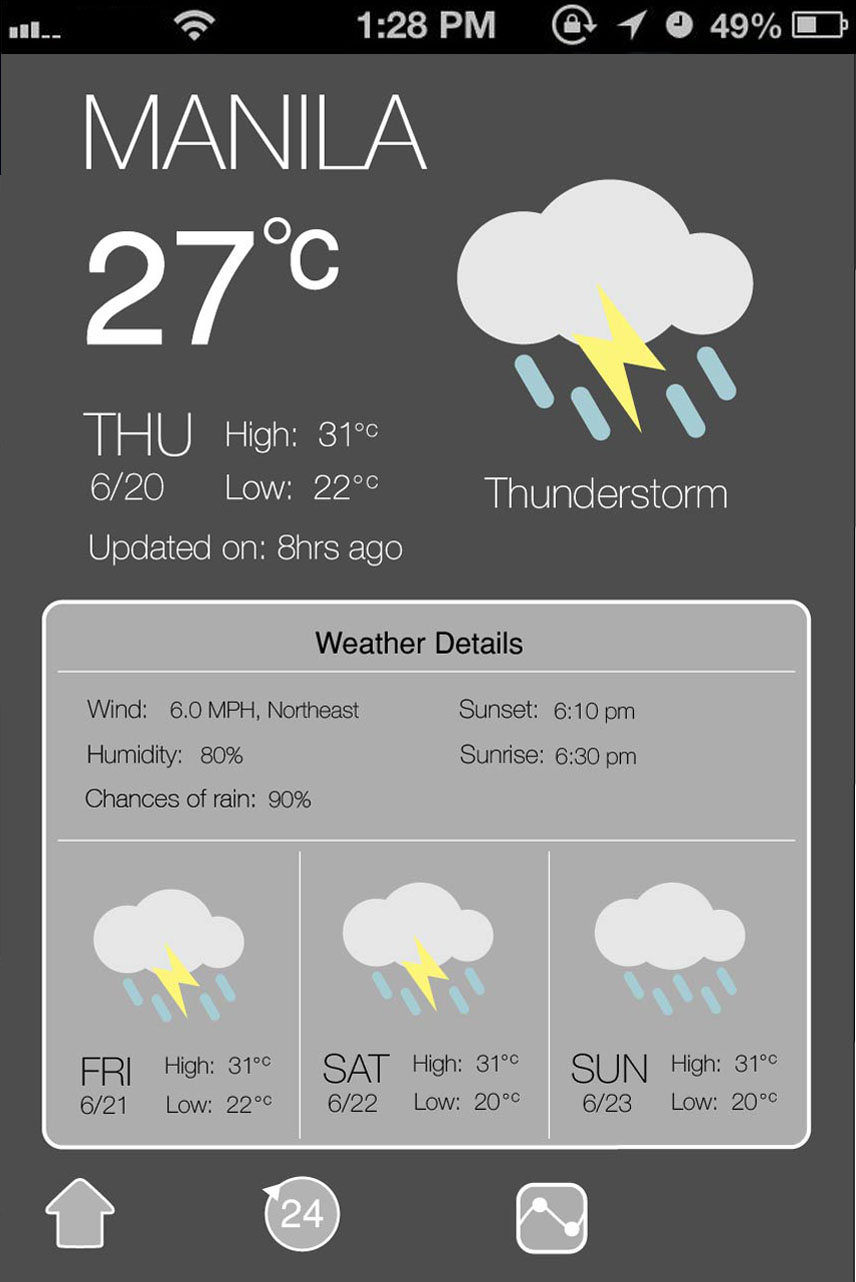 1:28 PM 49%
MANILA
27°C
THU High: 31°C
6/20 Low: 22°C
Updated on: 8hrs ago
Thunderstorm
Weather Details
Wind: 6.0 MPH, Northeast
Humidity: 80%
Chances of rain: 90%
Sunset: 6:10 pm
Sunrise: 6:30 pm
FRI High: 31°C
6/21 Low: 22°C
SAT High: 31°C
6/22 Low: 20°C
SUN High: 31°C
6/23 Low: 20°C
24